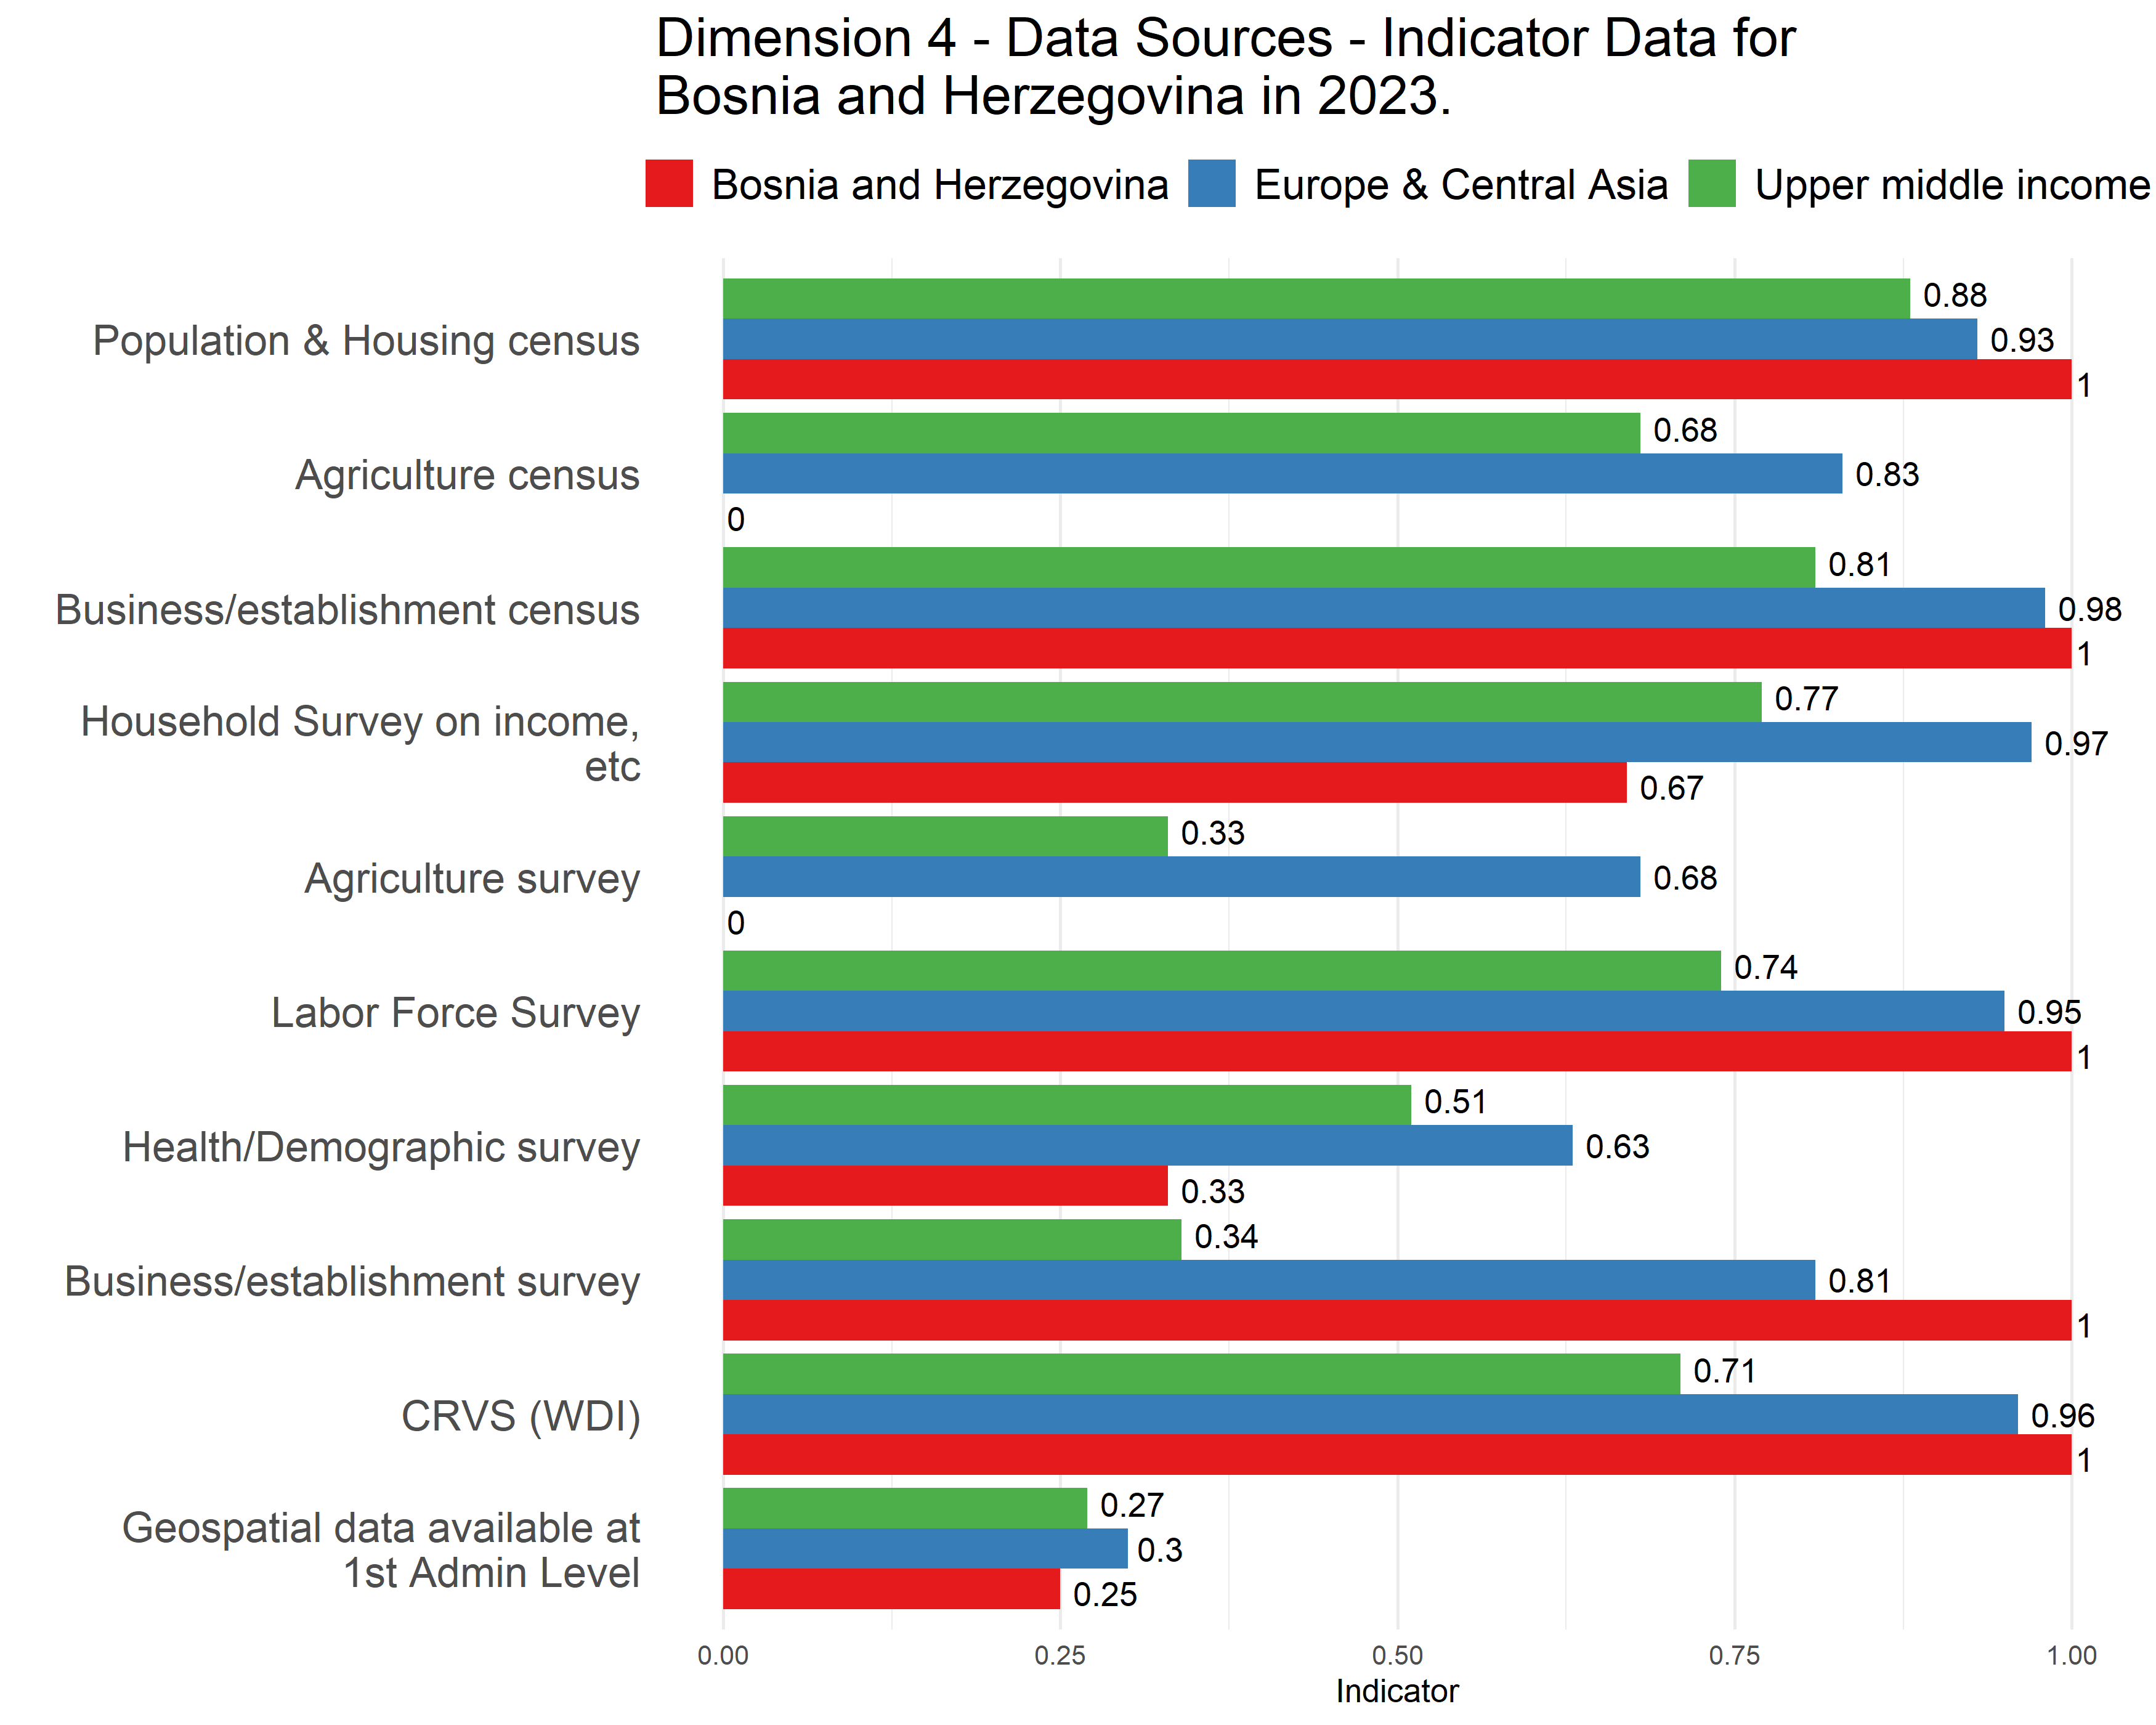 Dimension 4 - Data Sources - Indicator Data for
Bosnia and Herzegovina in 2023.
Bosnia and Herzegovina Europe & Central Asia Upper middle income
0.88
Population & Housing census 0.93
1
0.68
Agriculture census 0.83
0
0.81
Business/establishment census 0.98
1
0.77
Household Survey on income,
etc
0.97
0.67
0.33
Agriculture survey 0.68
0
0.74
Labor Force Survey 0.95
1
0.51
Health/Demographic survey 0.63
0.33
0.34
Business/establishment survey 0.81
1
0.71
CRVS (WDI) 0.96
1
0.27
Geospatial data available at
1st Admin Level
0.3
0.25
0.00 0.25 0.50 0.75 1.00
Indicator